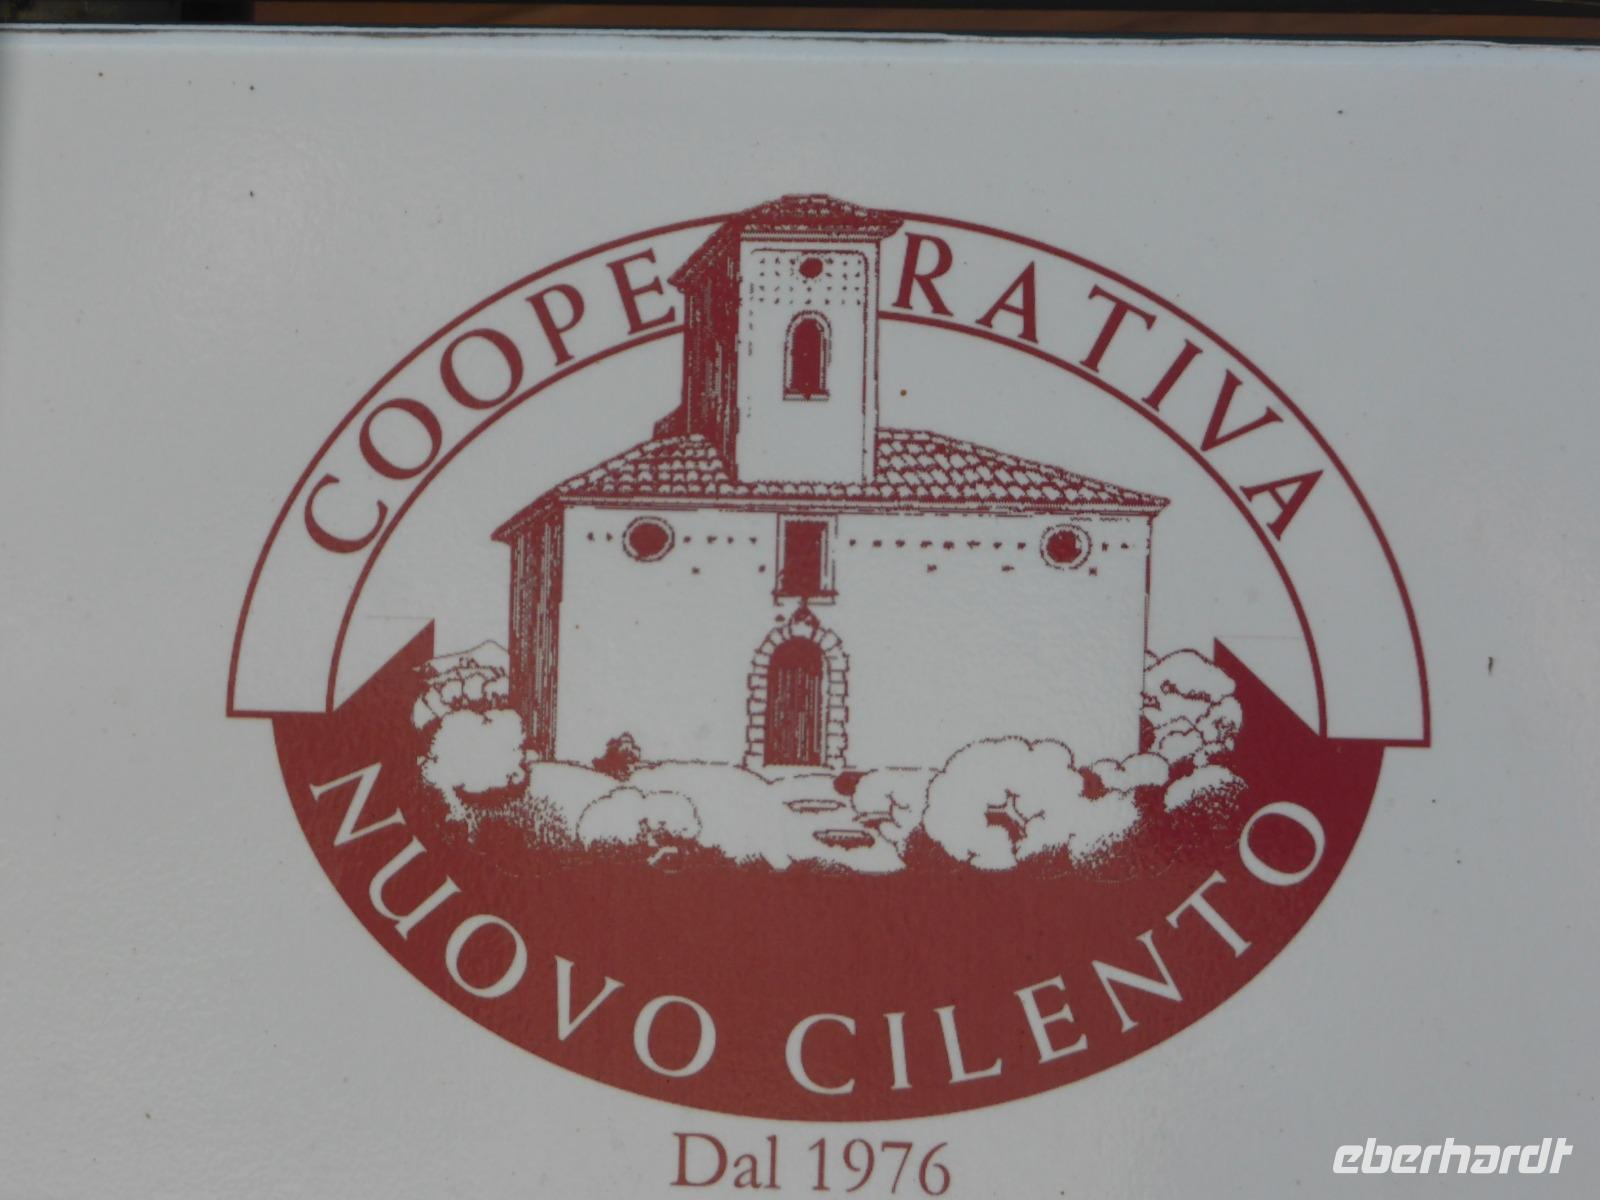 COOPERATIVA
NUOVO CILENTO
Dal 1976
eberhardt